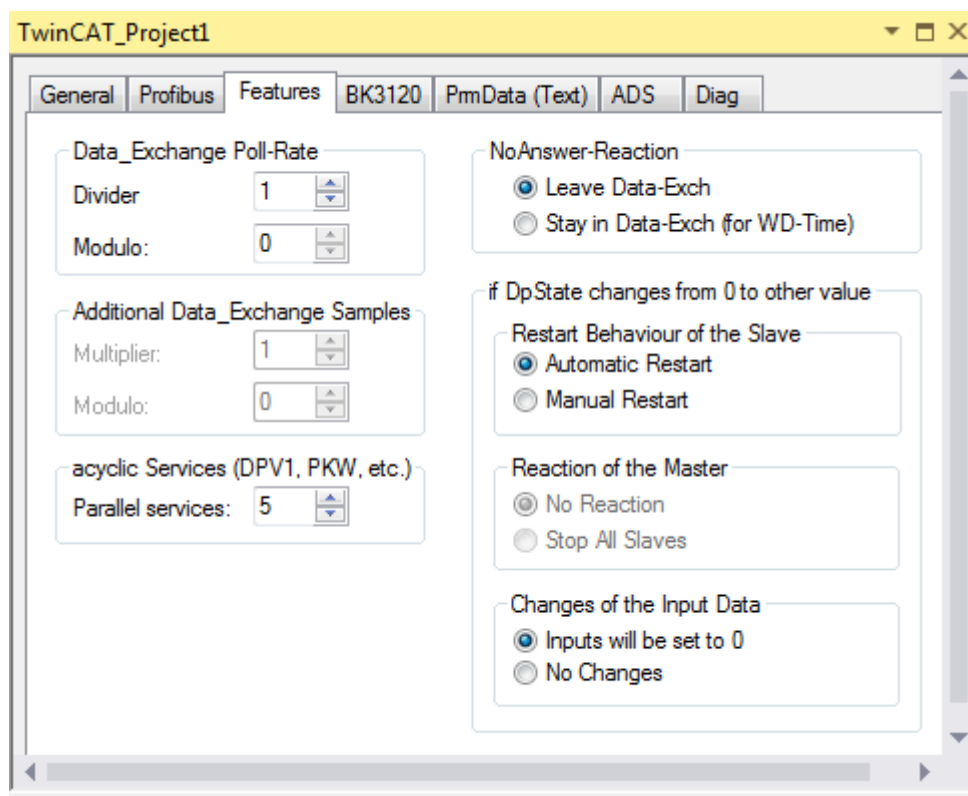 TwinCAT_Project1
General Profibus Features BK3120 PrmData (Text) ADS Diag
Data_Exchange Poll-Rate
Divider 1
Modulo: 0
Additional Data_Exchange Samples
Multiplier: 1
Modulo: 0
acyclic Services (DPV1, PKW, etc.)
Parallel services: 5
NoAnswer-Reaction
Leave Data-Exch
Stay in Data-Exch (for WD-Time)
if DpState changes from 0 to other value
Restart Behaviour of the Slave
Automatic Restart
Manual Restart
Reaction of the Master
No Reaction
Stop All Slaves
Changes of the Input Data
Inputs will be set to 0
No Changes